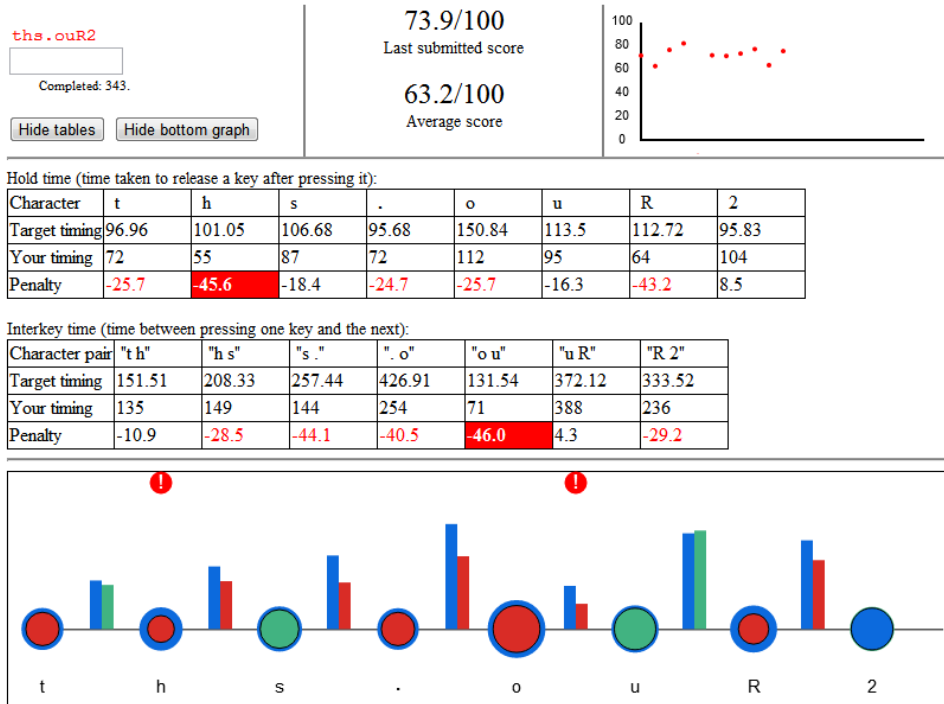 ths.ouR2
Completed: 343.
Hide tables Hide bottom graph
73.9/100
Last submitted score
63.2/100
Average score
100
80
60
40
20
0
Hold time (time taken to release a key after pressing it):
Character t h s . o u R 2
Target timing 96.96 101.05 106.68 95.68 150.84 113.5 112.72 95.83
Your timing 72 55 87 72 112 95 64 104
Penalty -25.7 -45.6 -18.4 -24.7 -25.7 -16.3 -43.2 8.5
Interkey time (time between pressing one key and the next):
Character pair "t h" "h s" "s ." ". o" "o u" "u R" "R 2"
Target timing 151.51 208.33 257.44 426.91 131.54 372.12 333.52
Your timing 135 149 144 254 71 388 236
Penalty -10.9 -28.5 -44.1 -40.5 -46.0 4.3 -29.2
! !
t h s . o u R 2